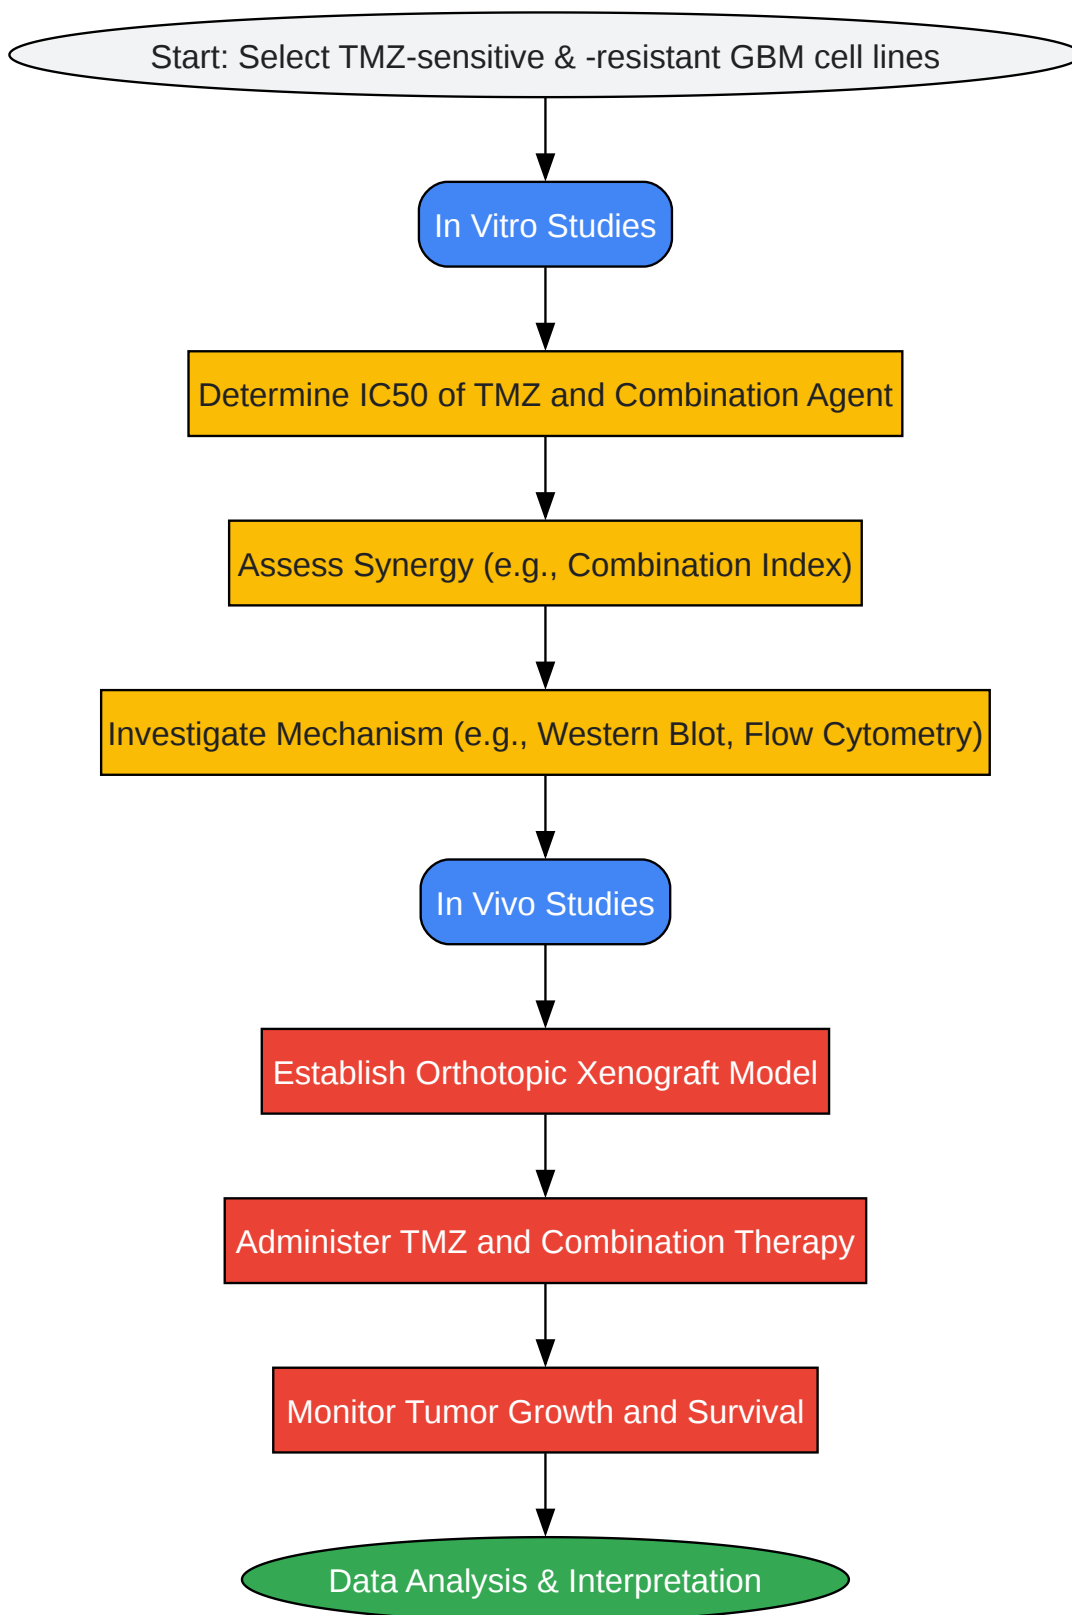 Start: Select TMZ-sensitive & -resistant GBM cell lines
In Vitro Studies
Determine IC50 of TMZ and Combination Agent
Assess Synergy (e.g., Combination Index)
Investigate Mechanism (e.g., Western Blot, Flow Cytometry)
In Vivo Studies
Establish Orthotopic Xenograft Model
Administer TMZ and Combination Therapy
Monitor Tumor Growth and Survival
Data Analysis & Interpretation